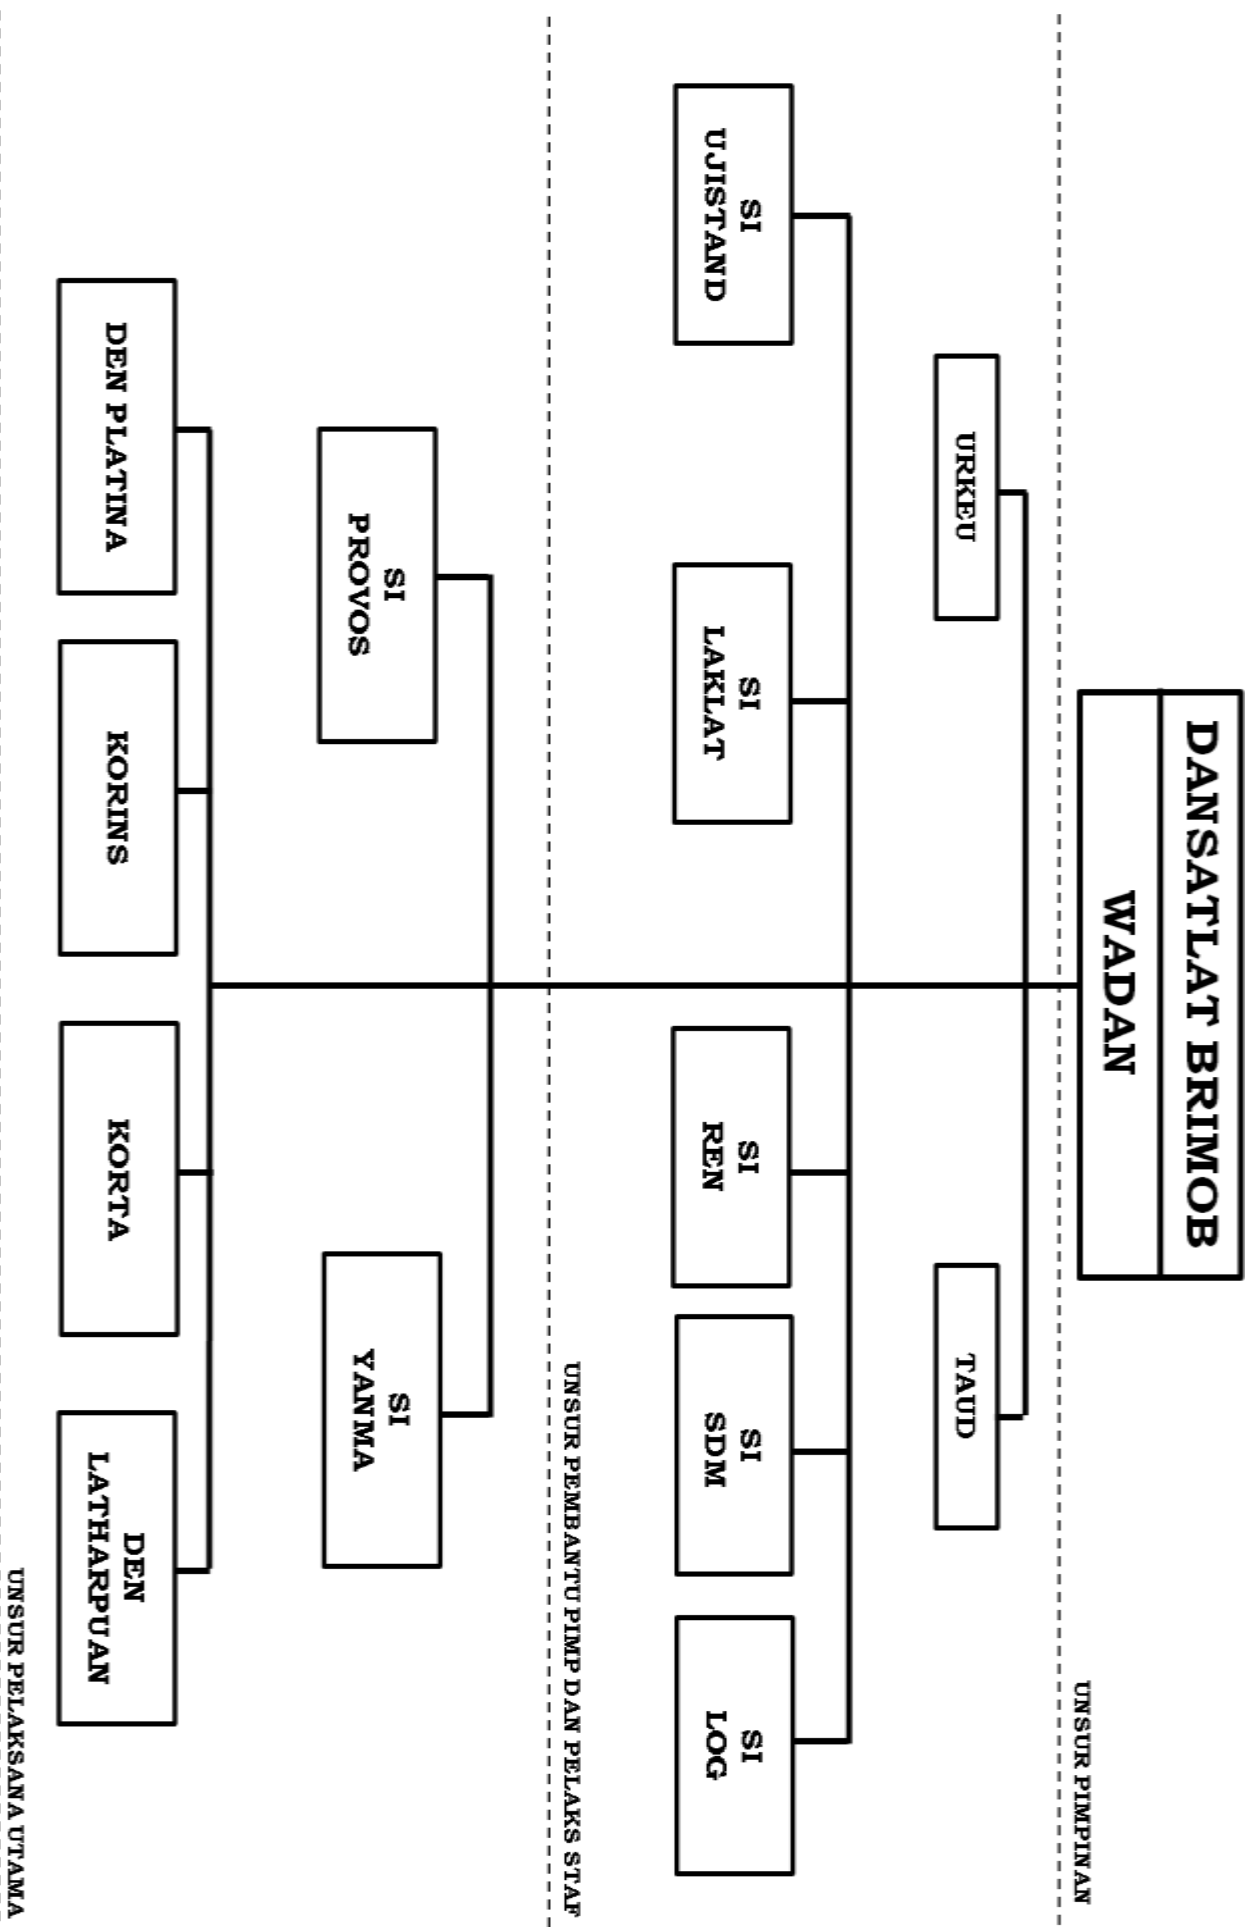 DANSATLAT BRIMOB
WADAN
UNSUR PIMPINAN
URKEU
TAUD
SI
UJISTAND
SI
LAKLAT
SI
REN
SI
SDM
SI
LOG
UNSUR PEMBANTU PIMP DAN PELAKS STAF
SI
PROVOS
SI
YANMA
DEN PLATINA
KORINS
KORTA
DEN
LATHARPUAN
UNSUR PELAKSANA UTAMA